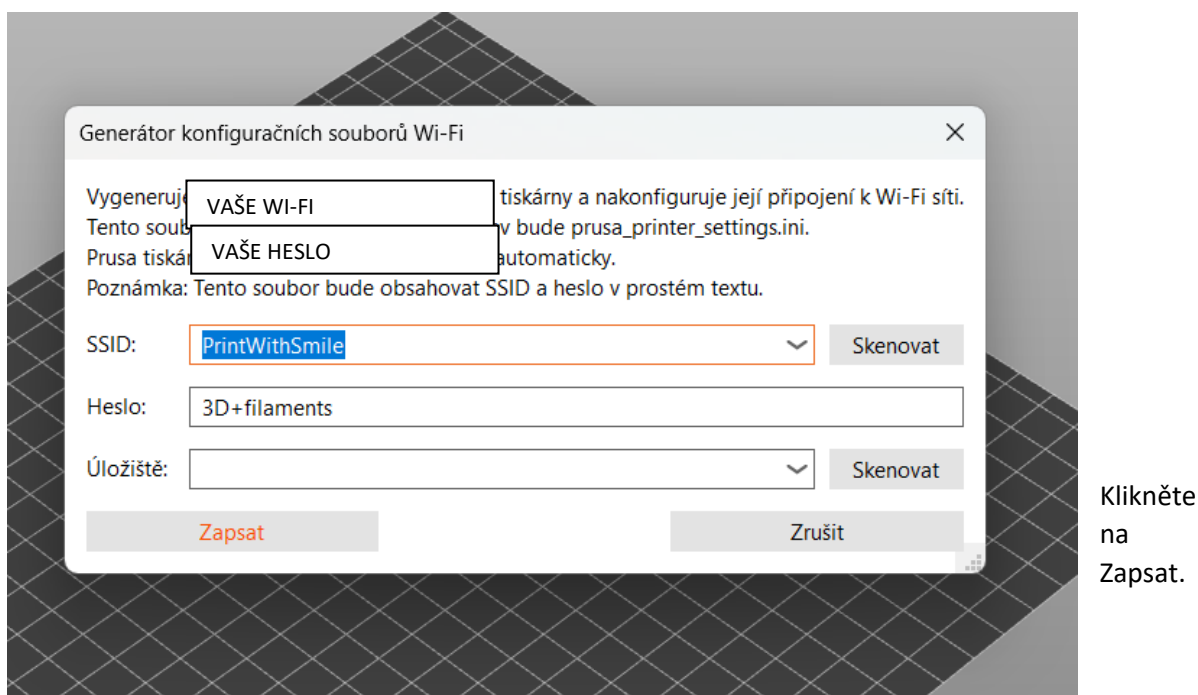 Generátor konfiguračních souborů Wi-Fi
Vygeneruje VAŠE WI-FI tiskárny a nakonfiguruje její připojení k Wi-Fi síti.
Tento v bude prusa_printer_settings.ini.
Prusa VAŠE HESLO automaticky.
Poznámka: Tento soubor bude obsahovat SSID a heslo v prostém textu.
SSID: PrintWithSmile Skenovat
Heslo: 3D+filaments
Úložiště: Skenovat
Zapsat Zrušit
Klikněte
na
Zapsat.